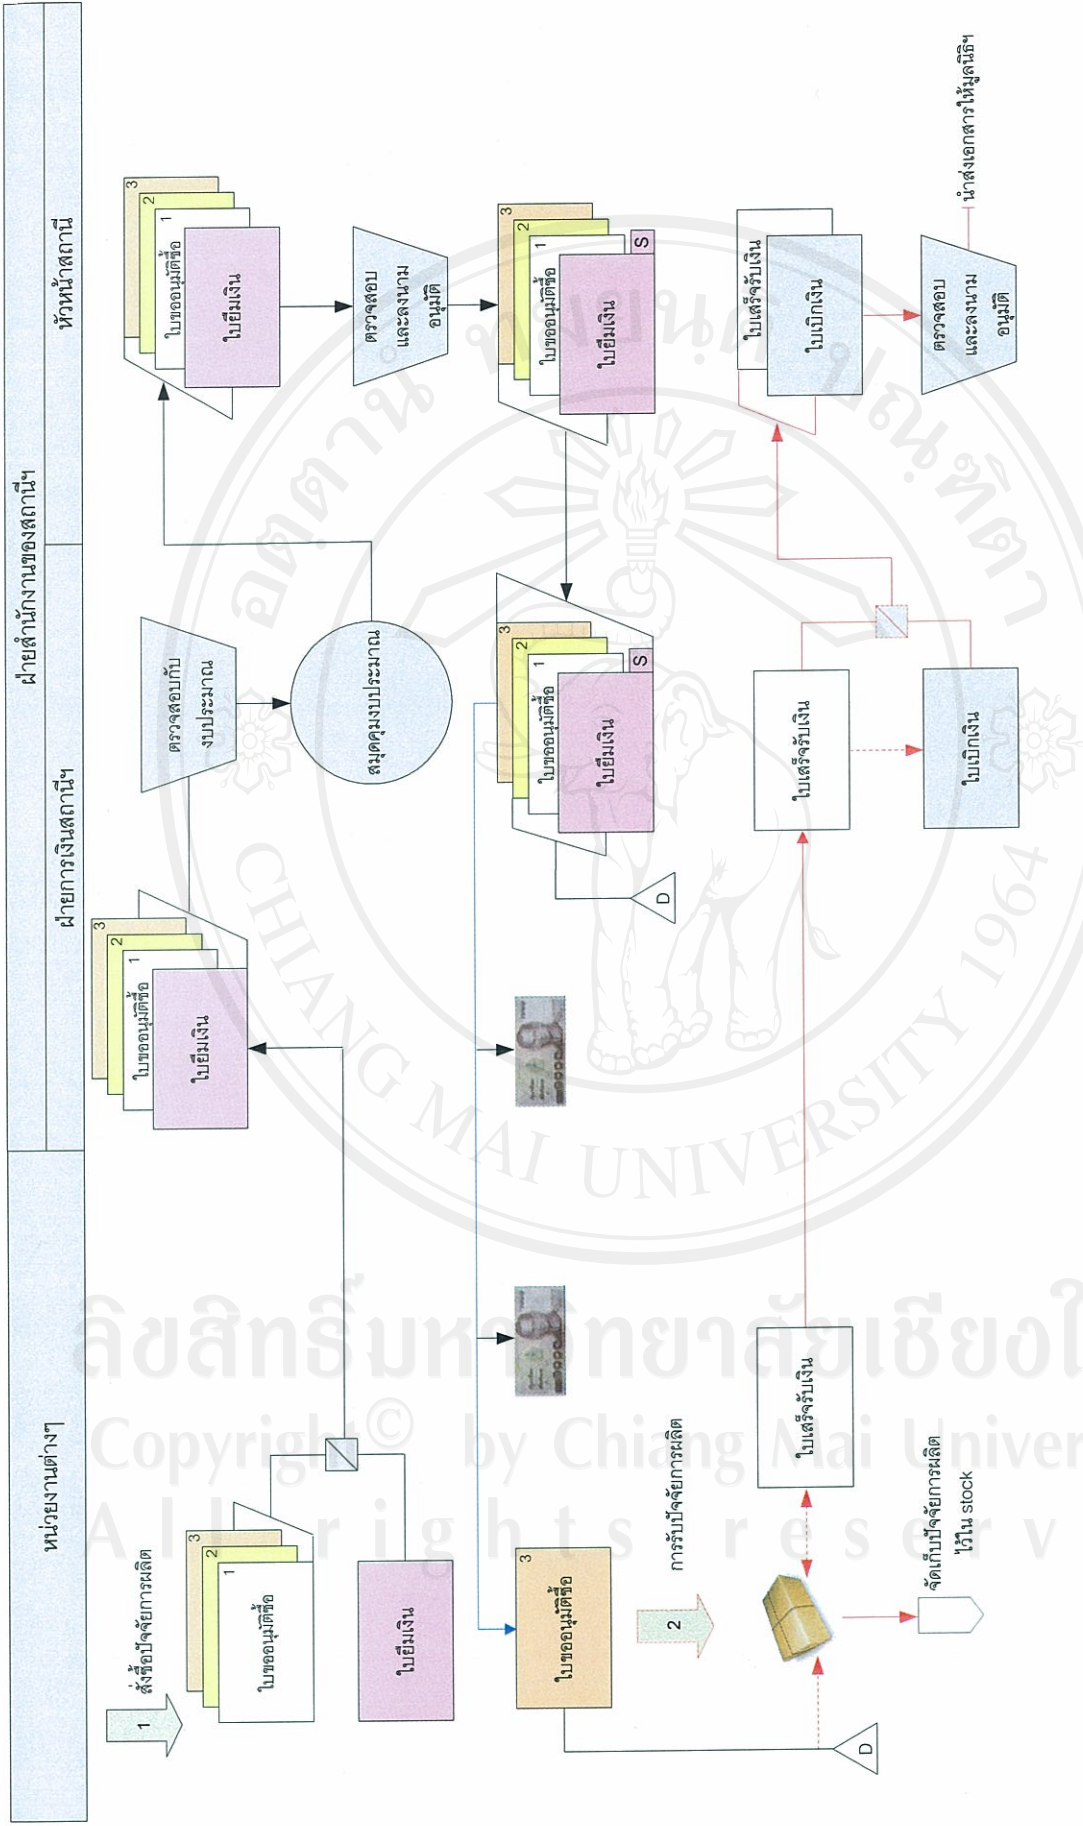 ฝ่ายสำนักงานของสถานีฯ
หน่วยงานต่างๆ
ฝ่ายการเงินสถานีฯ
หัวหน้าสถานี
1
สั่งซื้อปัจจัยการผลิต
3
2
1
ใบขออนุมัติซื้อ
ใบยืมเงิน
3
2
1
ใบขออนุมัติซื้อ
ใบยืมเงิน
ตรวจสอบกับ
งบประมาณ
สมุดคุมงบประมาณ
3
2
1
ใบขออนุมัติซื้อ
ใบยืมเงิน
ตรวจสอบ
และลงนาม
อนุมัติ
3
2
1
ใบขออนุมัติซื้อ
ใบยืมเงิน
S
3
2
1
ใบขออนุมัติซื้อ
ใบยืมเงิน
S
D
3
ใบขออนุมัติซื้อ
D
2
การรับปัจจัยการผลิต
จัดเก็บปัจจัยการผลิต
ไว้ใน stock
ใบเสร็จรับเงิน
ใบเสร็จรับเงิน
ใบเบิกเงิน
ใบเสร็จรับเงิน
ใบเบิกเงิน
ตรวจสอบ
และลงนาม
อนุมัติ
นำส่งเอกสารให้มูลนิธิฯ
CHIANG MAI UNIVERSITY 1964
ลิขสิทธิ์มหาวิทยาลัยเชียงใ
Copyright© by Chiang Mai Univer
All rights reserv